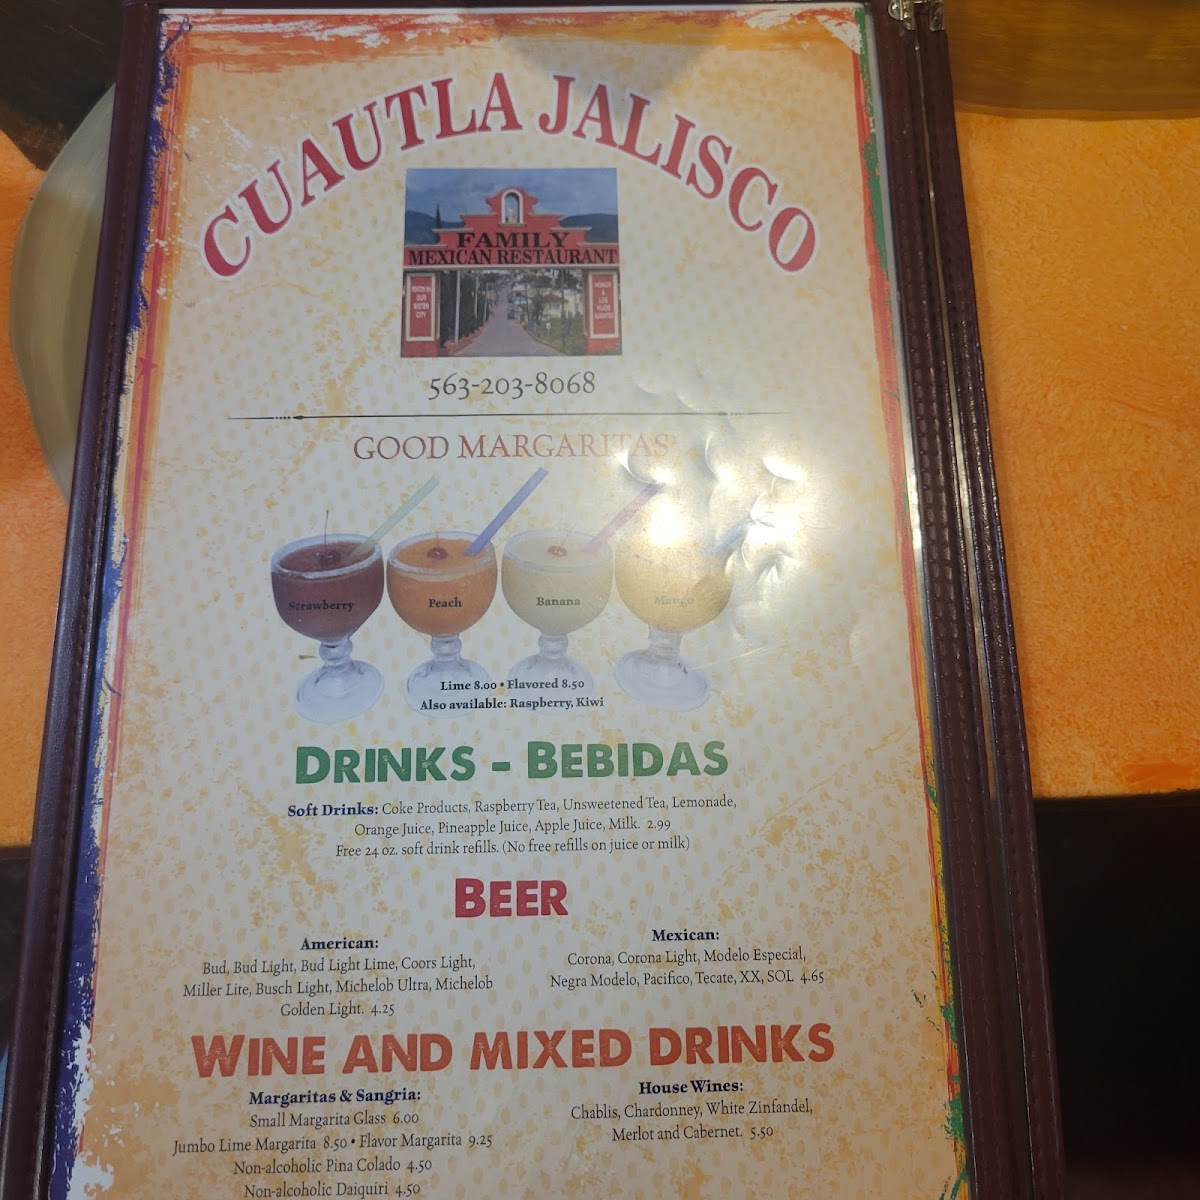 CUAUTLA JALISCO
FAMILY
MEXICAN RESTAURANT
OUR
SISTER
CITY
HONOR
A
LOS
HIJOS
AUSENTES
563-203-8068
GOOD MARGARITAS
Strawberry
Peach
Banana
Mango
Lime 8.00 • Flavored 8.50
Also available: Raspberry, Kiwi
DRINKS - BEBIDAS
Soft Drinks: Coke Products, Raspberry Tea, Unsweetened Tea, Lemonade,
Orange Juice, Pineapple Juice, Apple Juice, Milk. 2.99
Free 24 oz. soft drink refills. (No free refills on juice or milk)
BEER
American:
Bud, Bud Light, Bud Light Lime, Coors Light,
Miller Lite, Busch Light, Michelob Ultra, Michelob
Golden Light. 4.25
Mexican:
Corona, Corona Light, Modelo Especial,
Negra Modelo, Pacifico, Tecate, XX, SOL 4.65
WINE AND MIXED DRINKS
Margaritas & Sangria:
Small Margarita Glass 6.00
Jumbo Lime Margarita 8.50 • Flavor Margarita 9.25
Non-alcoholic Pina Colado 4.50
Non-alcoholic Daiquiri 4.50
House Wines:
Chablis, Chardonney, White Zinfandel,
Merlot and Cabernet. 5.50